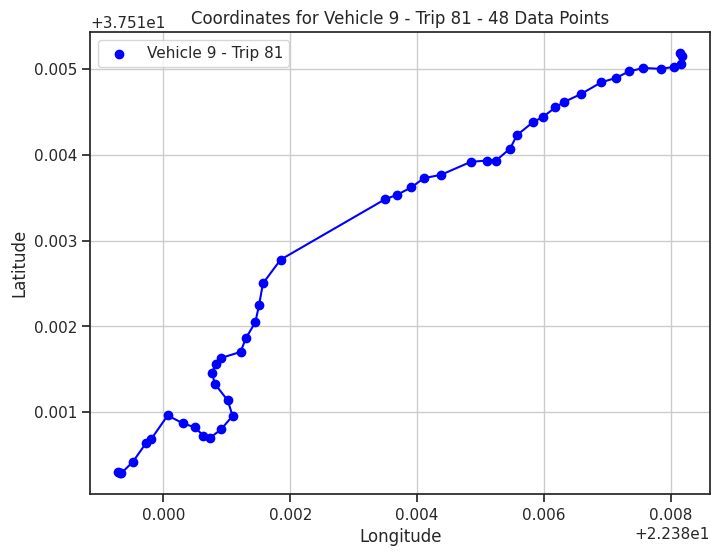 Coordinates for Vehicle 9 - Trip 81 - 48 Data Points
+3.751e1
Vehicle 9 - Trip 81
0.005
0.004
0.003
0.002
0.001
Latitude
0.000 0.002 0.004 0.006 0.008
Longitude
+2.238e1